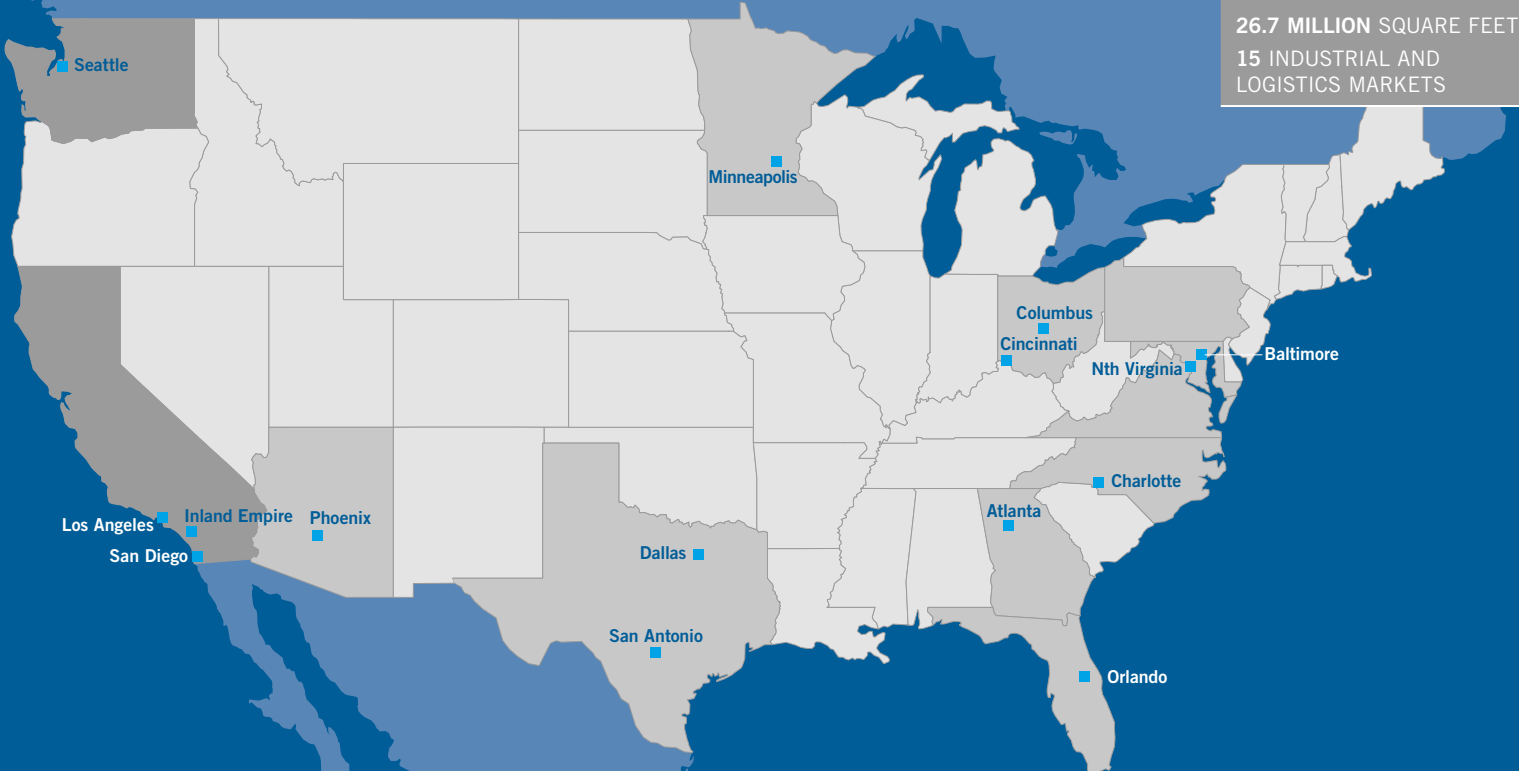 26.7 MILLION SQUARE FEET
15 INDUSTRIAL AND
LOGISTICS MARKETS
Seattle
Minneapolis
Columbus
Cincinnati
Baltimore
Nth Virginia
Charlotte
Atlanta
Los Angeles
Inland Empire
Phoenix
San Diego
Dallas
San Antonio
Orlando